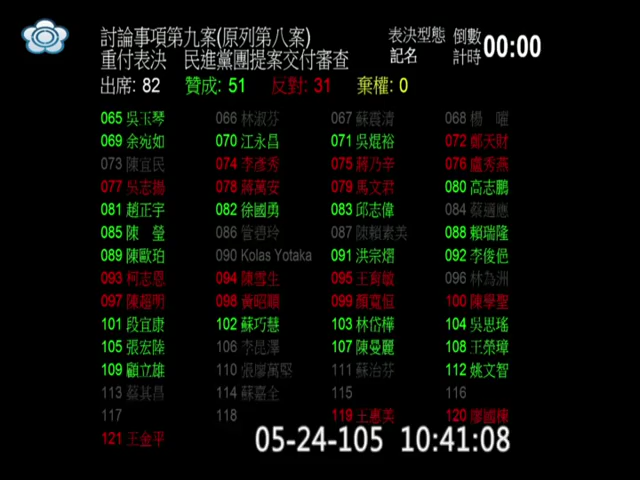 討論事項第九案(原列第八案)
重付表決 民進黨團提案交付審查
表決型態 記名
倒數計時 00:00
出席: 82 贊成: 51 反對: 31 棄權: 0
065 吳玉琴 066 林淑芬 067 蘇震清 068 楊 曜
069 余宛如 070 江永昌 071 吳焜裕 072 鄭天財
073 陳宜民 074 李彥秀 075 蔣乃辛 076 盧秀燕
077 吳志揚 078 蔣萬安 079 馬文君 080 高志鵬
081 趙正宇 082 徐國勇 083 邱志偉 084 蔡適應
085 陳 瑩 086 管碧玲 087 陳賴素美 088 賴瑞隆
089 陳歐珀 090 Kolas Yotaka 091 洪宗熠 092 李俊俋
093 柯志恩 094 陳雪生 095 王育敏 096 林為洲
097 陳超明 098 黃昭順 099 顏寬恒 100 陳學聖
101 段宜康 102 蘇巧慧 103 林岱樺 104 吳思瑤
105 張宏陸 106 李昆澤 107 陳曼麗 108 王榮璋
109 顧立雄 110 張廖萬堅 111 蘇治芬 112 姚文智
113 蔡其昌 114 蘇嘉全 115 116
117 118 119 王惠美 120 廖國棟
121 王金平
05-24-105 10:41:08